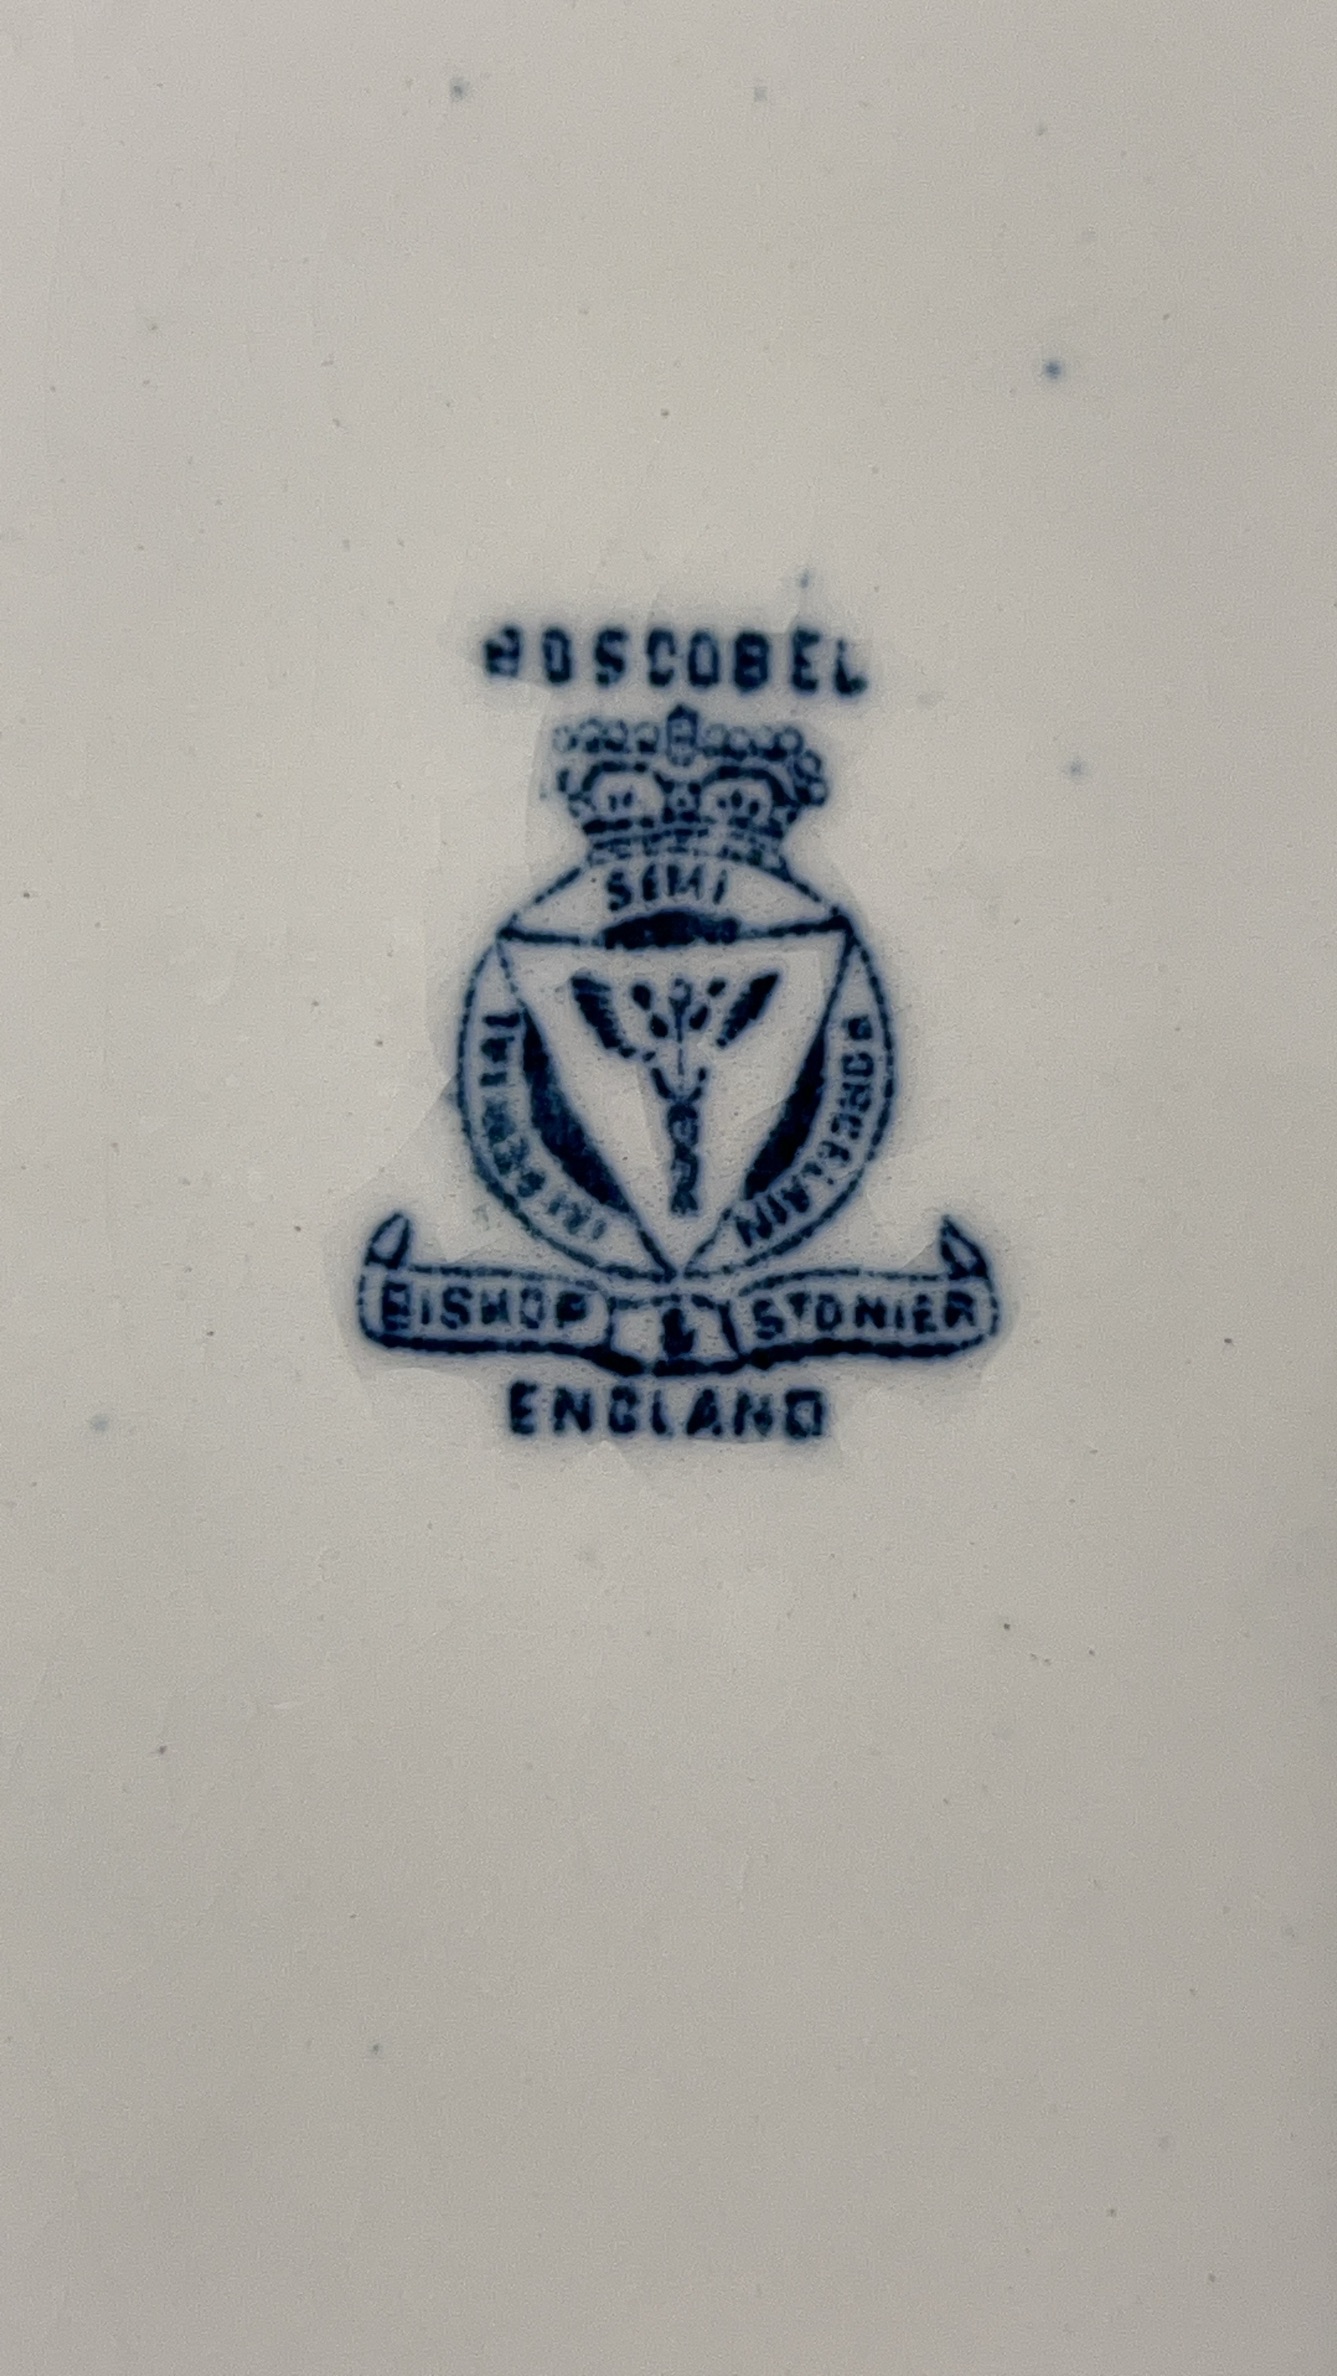 BOSCOBEL
SEMI
IMPERIAL
PORCELAIN
BISHOP & STONIER
ENGLAND